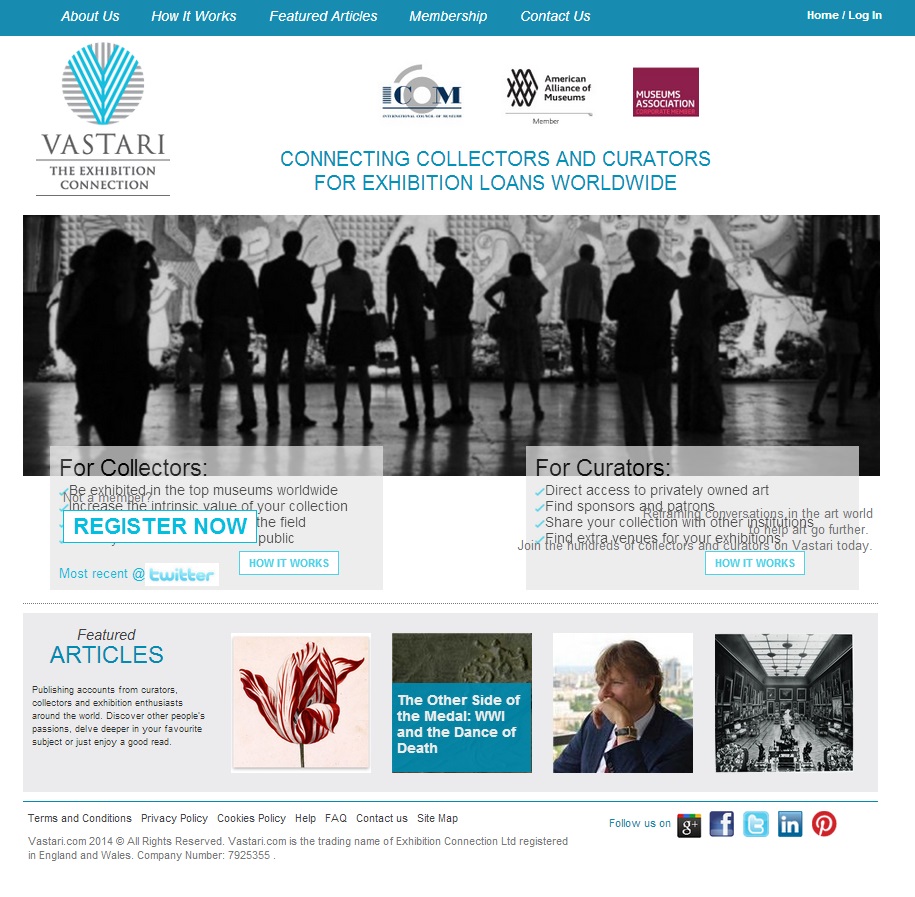 About Us How It Works Featured Articles Membership Contact Us Home / Log In
ICOM
INTERNATIONAL COUNCIL OF MUSEUMS
American
Alliance of
Museums
Member
MUSEUMS
ASSOCIATION
CORPORATE MEMBER
VASTARI
THE EXHIBITION
CONNECTION
CONNECTING COLLECTORS AND CURATORS
FOR EXHIBITION LOANS WORLDWIDE
For Collectors:
Be exhibited in the top museums worldwide
Not a member?
Increase the intrinsic value of your collection
REGISTER NOW
the field
public
HOW IT WORKS
Most recent @twitter
For Curators:
Direct access to privately owned art
Find sponsors and patrons
Share your collection with other institutions
Find extra venues for your exhibitions
Reframing conversations in the art world
to help art go further.
Join the hundreds of collectors and curators on Vastari today.
HOW IT WORKS
Featured
ARTICLES
Publishing accounts from curators,
collectors and exhibition enthusiasts
around the world. Discover other people's
passions, delve deeper in your favourite
subject or just enjoy a good read.
The Other Side of
the Medal: WWI
and the Dance of
Death
Terms and Conditions Privacy Policy Cookies Policy Help FAQ Contact us Site Map
Follow us on
Vastari.com 2014 © All Rights Reserved. Vastari.com is the trading name of Exhibition Connection Ltd registered
in England and Wales. Company Number: 7925355 .